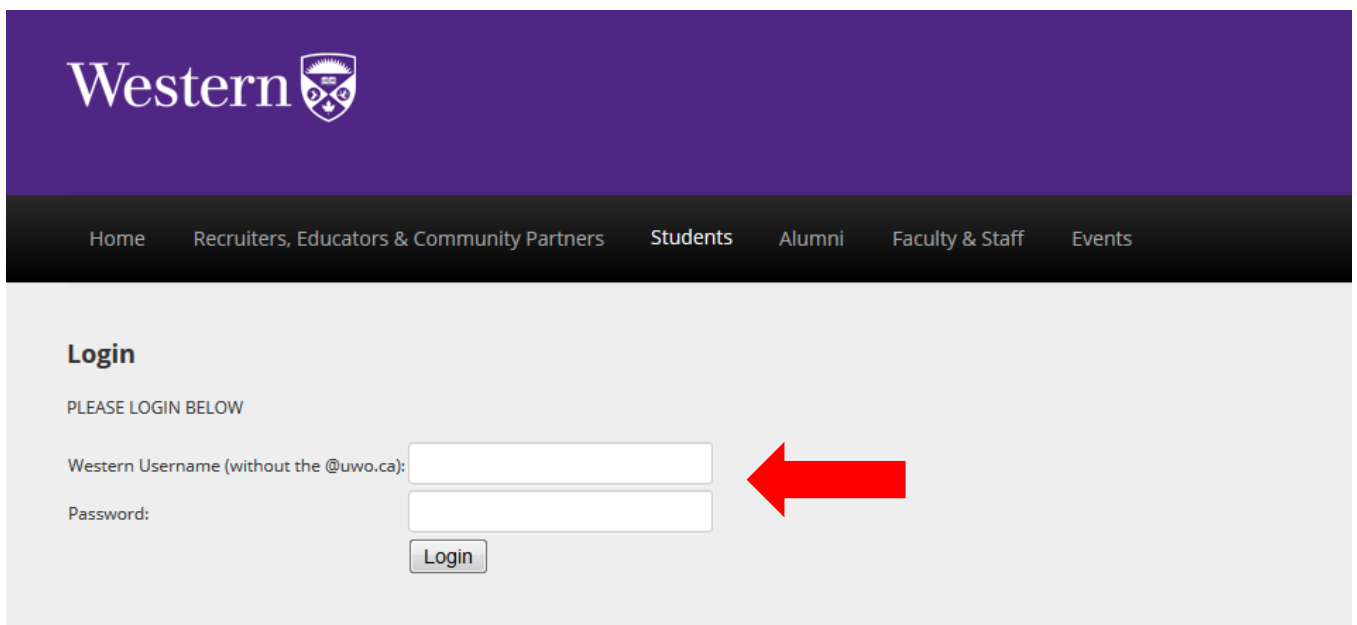 Western
Home Recruiters, Educators & Community Partners Students Alumni Faculty & Staff Events
Login
PLEASE LOGIN BELOW
Western Username (without the @uwo.ca):
Password:
Login